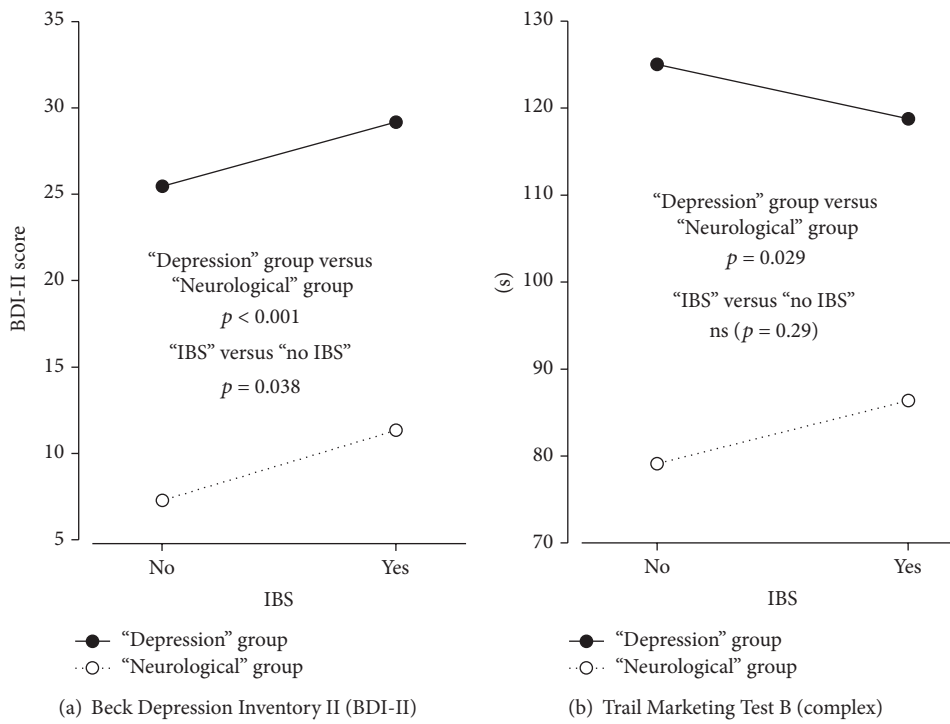 35
30
25
20
15
10
5
BDI-II score
“Depression” group versus
“Neurological” group
p < 0.001
“IBS” versus “no IBS”
p = 0.038
No
Yes
IBS
“Depression” group
“Neurological” group
(a) Beck Depression Inventory II (BDI-II)
130
120
110
100
90
80
70
(s)
“Depression” group versus
“Neurological” group
p = 0.029
“IBS” versus “no IBS”
ns (p = 0.29)
No
Yes
IBS
“Depression” group
“Neurological” group
(b) Trail Marketing Test B (complex)